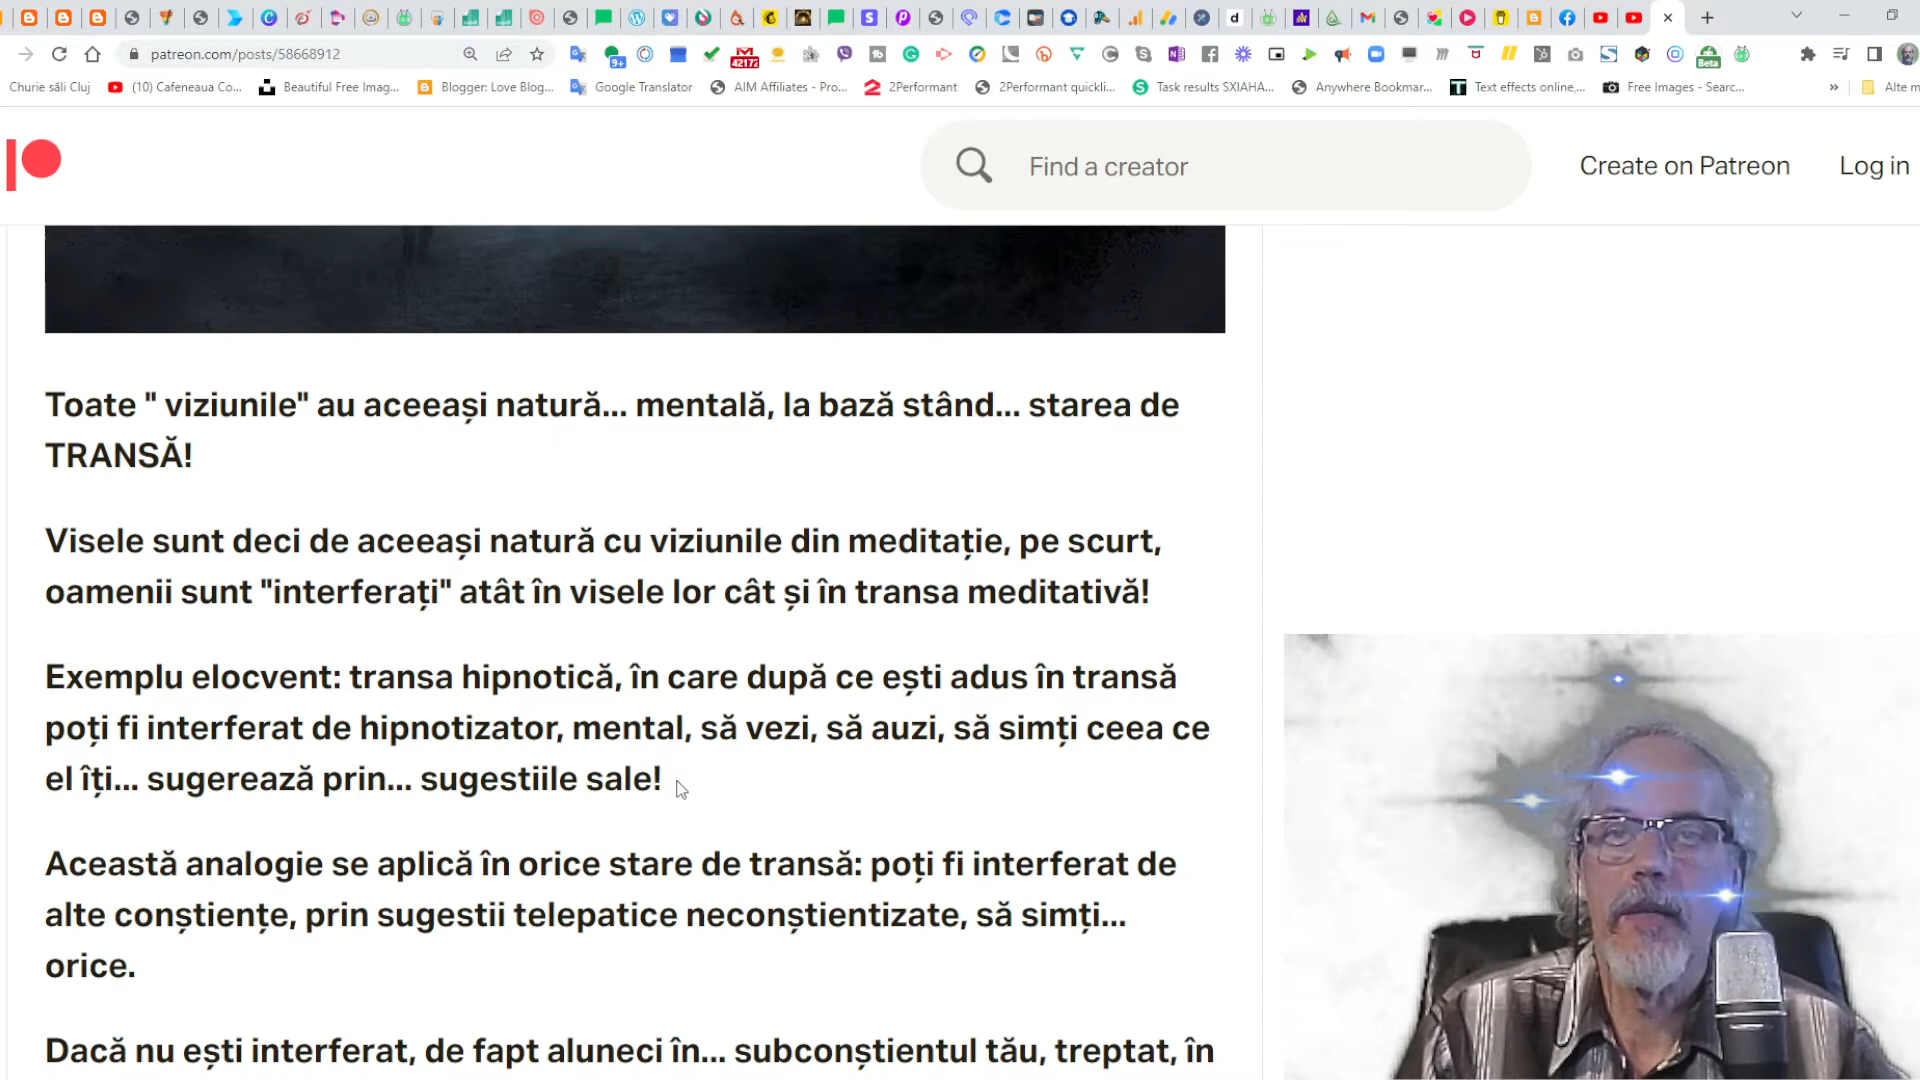 patreon.com/posts/58668912
9+
42172
Beta
Churie săli Cluj
(10) Cafeneaua Co...
Beautiful Free Imag...
Blogger: Love Blog...
Google Translator
AIM Affiliates - Pro...
2Performant
2Performant quickli...
Task results SXIAHA...
Anywhere Bookmar...
Text effects online,...
Free Images - Searc...
»
Alte m
Find a creator
Create on Patreon
Log in
Toate " viziunile" au aceeași natură... mentală, la bază stând... starea de
TRANSĂ!
Visele sunt deci de aceeași natură cu viziunile din meditație, pe scurt,
oamenii sunt "interferați" atât în visele lor cât și în transa meditativă!
Exemplu elocvent: transa hipnotică, în care după ce ești adus în transă
poți fi interferat de hipnotizator, mental, să vezi, să auzi, să simți ceea ce
el îți... sugerează prin... sugestiile sale!
Această analogie se aplică în orice stare de transă: poți fi interferat de
alte conștiențe, prin sugestii telepatice neconștientizate, să simți...
orice.
Dacă nu ești interferat, de fapt aluneci în... subconștientul tău, treptat, în